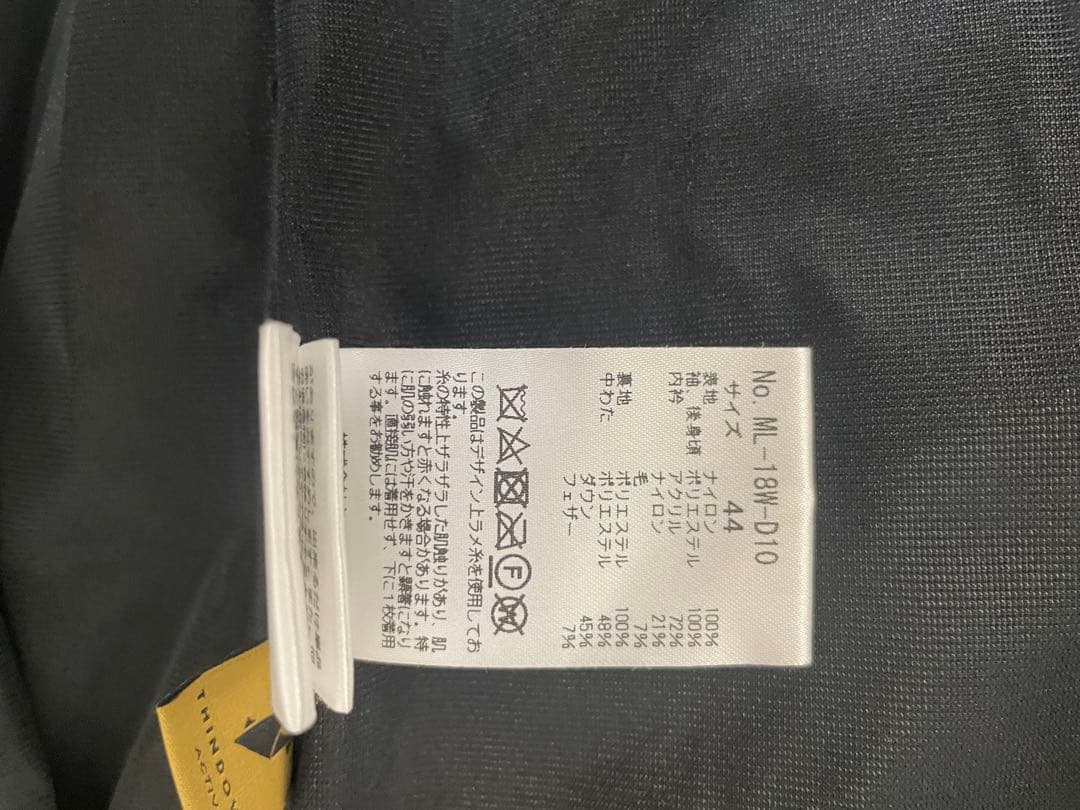 No. ML-18W-D10
サイズ 44
表地 ナイロン 100%
袖、後身頃 ポリエステル 100%
内衿 アクリル 72%
ナイロン 21%
毛 7%
裏地 ポリエステル 100%
中わた ポリエステル 48%
ダウン 45%
フェザー 7%
F
W
この製品はデザイン上ラメ糸を使用してお
ります。
糸の特性上ザラザラした肌触りがあり、肌
に触れますと赤くなる場合があります。特
に肌の弱い方や汗をかきますと顕著になり
ます。直接肌には着用せず、下に1枚着用
する事をお勧めします。
THINDOW
ACTIV